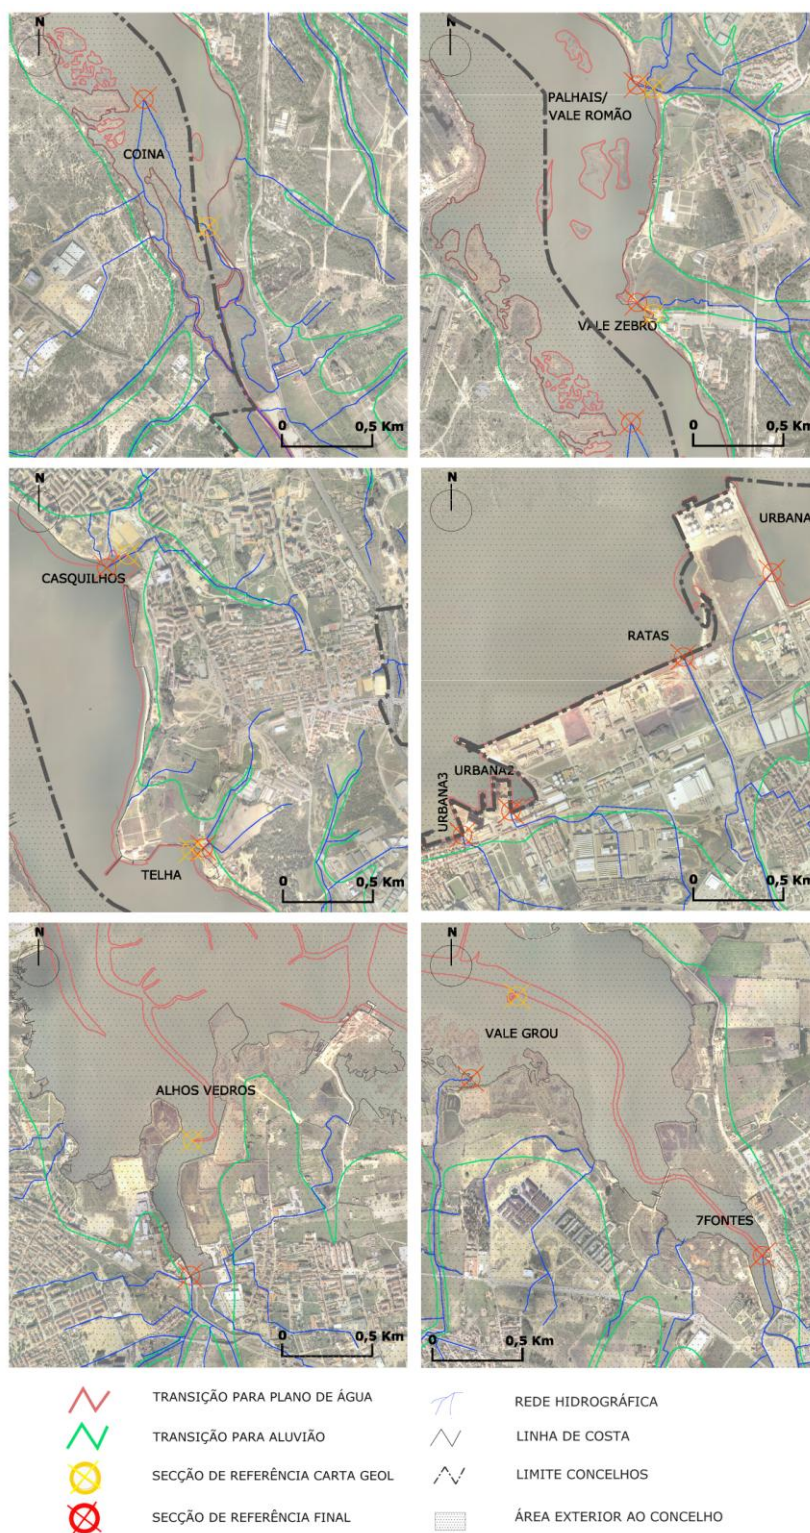 N
COINA
0 0,5 Km
N
PALHAIS/
VALE ROMÃO
VALE ZEBRO
0 0,5 Km
N
CASQUILHOS
TELHA
0 0,5 Km
N
URBANA
RATAS
URBANA2
URBANA3
0 0,5 Km
N
ALHOS VEDROS
0 0,5 Km
N
VALE GROU
7FONTES
0 0,5 Km
TRANSIÇÃO PARA PLANO DE ÁGUA
REDE HIDROGRÁFICA
TRANSIÇÃO PARA ALUVIÃO
LINHA DE COSTA
SECÇÃO DE REFERÊNCIA CARTA GEOL
LIMITE CONCELHOS
SECÇÃO DE REFERÊNCIA FINAL
ÁREA EXTERIOR AO CONCELHO